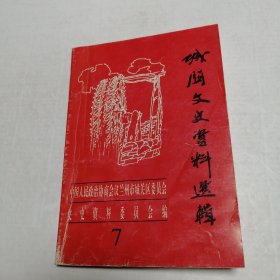 城关文史资料选辑
中国人民政治协商会议兰州市城关区委员会
文史资料委员会编
7